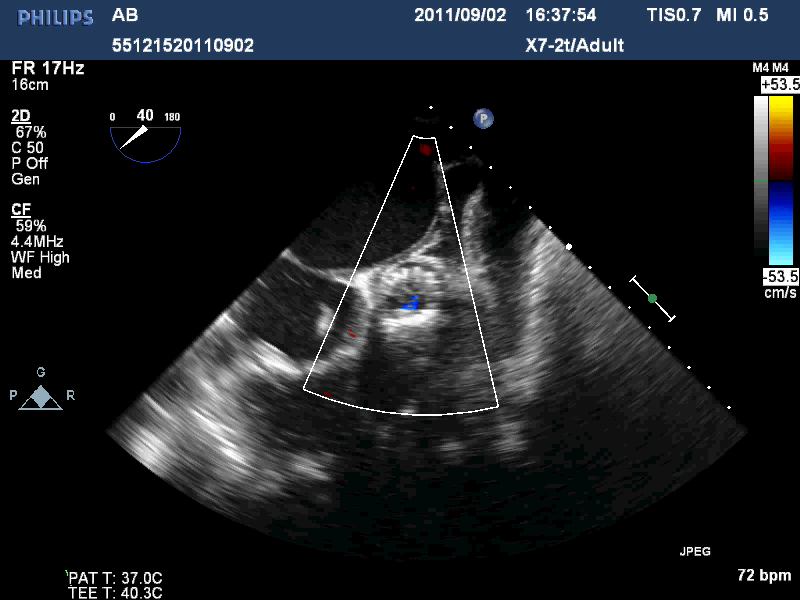 PHILIPS AB 2011/09/02 16:37:54 TIS0.7 MI 0.5
55121520110902 X7-2t/Adult
FR 17Hz
16cm
M4 M4
+53.5
2D
67%
C 50
P Off
Gen
0 40 180
P
CF
59%
4.4MHz
WF High
Med
-53.5
cm/s
G
P R
JPEG
PAT T: 37.0C
TEE T: 40.3C
72 bpm